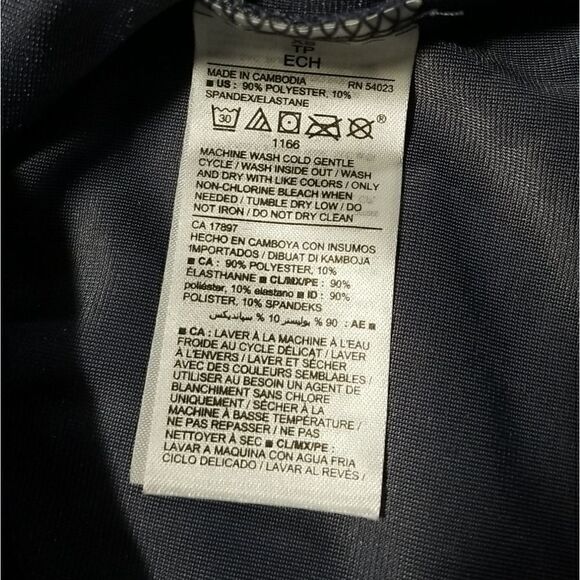 TP
ECH
MADE IN CAMBODIA RN 54023
■ US : 90% POLYESTER, 10%
SPANDEX/ELASTANE
30 ®
1166
MACHINE WASH COLD GENTLE
CYCLE / WASH INSIDE OUT / WASH
AND DRY WITH LIKE COLORS / ONLY
NON-CHLORINE BLEACH WHEN
NEEDED / TUMBLE DRY LOW / DO
NOT IRON / DO NOT DRY CLEAN
CA 17897
HECHO EN CAMBOYA CON INSUMOS
IMPORTADOS / DIBUAT DI KAMBOJA
■ CA : 90% POLYESTER, 10%
ÉLASTHANNE ■ CL/MX/PE : 90%
poliéster, 10% elastano ■ ID : 90%
POLISTER, 10% SPANDEKS
■ AE : 90 % بوليستر 10 % سبانديكس
■ CA : LAVER À LA MACHINE À L'EAU
FROIDE AU CYCLE DÉLICAT / LAVER
À L'ENVERS / LAVER ET SÉCHER
AVEC DES COULEURS SEMBLABLES /
UTILISER AU BESOIN UN AGENT DE
BLANCHIMENT SANS CHLORE
UNIQUEMENT / SÉCHER À LA
MACHINE À BASSE TEMPÉRATURE /
NE PAS REPASSER / NE PAS
NETTOYER À SEC ■ CL/MX/PE :
LAVAR A MAQUINA CON AGUA FRIA
CICLO DELICADO / LAVAR AL REVÉS /